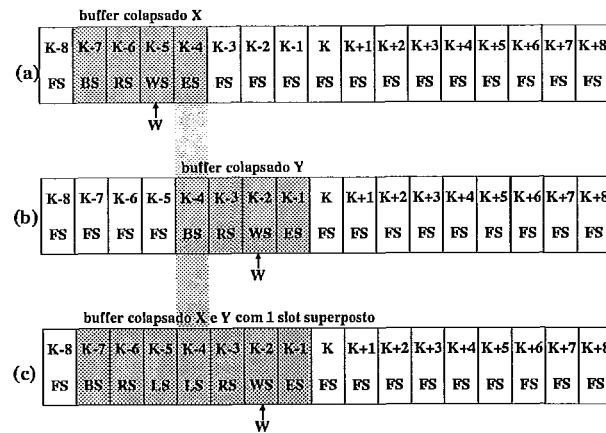 buffer colapsado X
K-8 K-7 K-6 K-5 K-4 K-3 K-2 K-1 K K+1 K+2 K+3 K+4 K+5 K+6 K+7 K+8
(a)
FS BS RS WS ES FS FS FS FS FS FS FS FS FS FS FS FS
W
buffer colapsado Y
K-8 K-7 K-6 K-5 K-4 K-3 K-2 K-1 K K+1 K+2 K+3 K+4 K+5 K+6 K+7 K+8
(b)
FS FS FS FS BS RS WS ES FS FS FS FS FS FS FS FS FS
W
buffer colapsado X e Y com 1 slot superposto
K-8 K-7 K-6 K-5 K-4 K-3 K-2 K-1 K K+1 K+2 K+3 K+4 K+5 K+6 K+7 K+8
(c)
FS BS RS LS LS RS WS ES FS FS FS FS FS FS FS FS FS
W